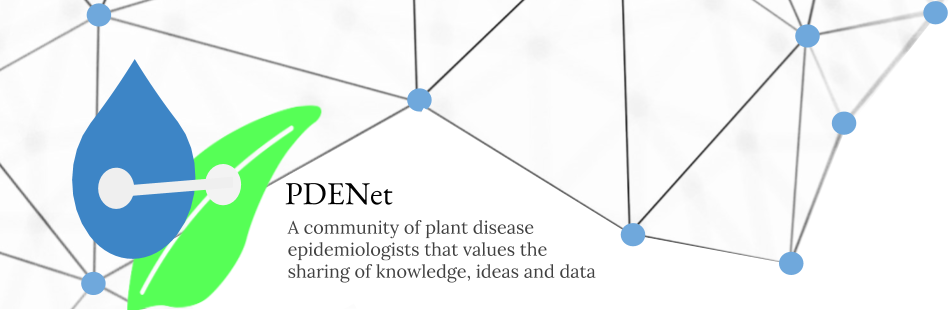 PDENet
A community of plant disease
epidemiologists that values the
sharing of knowledge, ideas and data